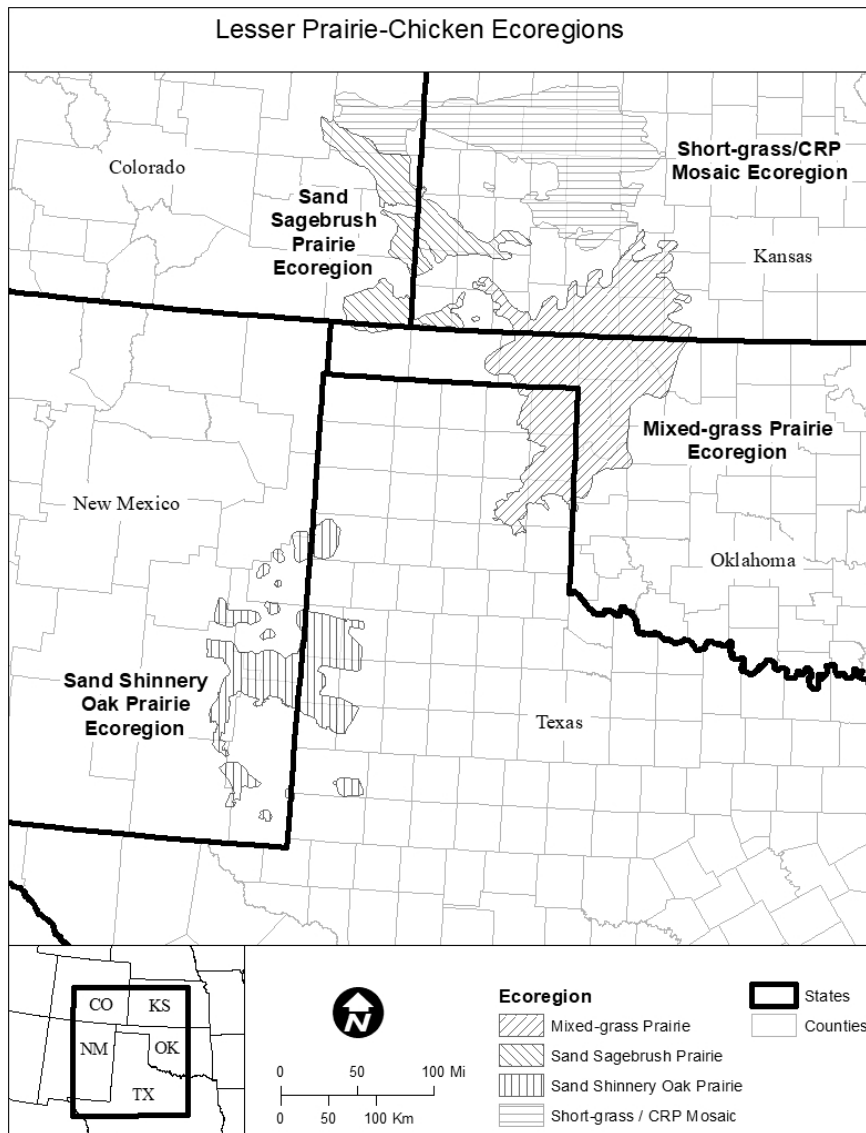 Lesser Prairie-Chicken Ecoregions
Colorado
Sand
Sagebrush
Prairie
Ecoregion
Short-grass/CRP
Mosaic Ecoregion
Kansas
Mixed-grass Prairie
Ecoregion
New Mexico
Oklahoma
Sand Shinnery
Oak Prairie
Ecoregion
Texas
CO
KS
NM
OK
TX
N
0 50 100 Mi
0 50 100 Km
Ecoregion
Mixed-grass Prairie
Sand Sagebrush Prairie
Sand Shinnery Oak Prairie
Short-grass / CRP Mosaic
States
Counties